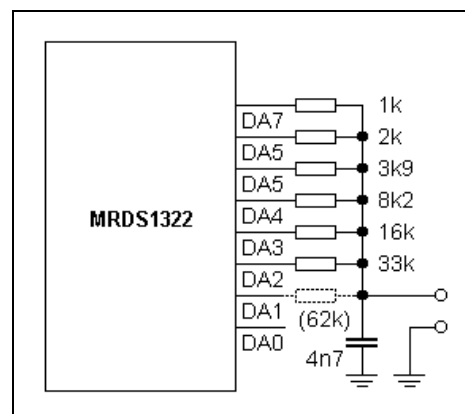 1k
DA7
2k
DA5
3k9
DA5
8k2
DA4
MRDS1322
16k
DA3
33k
DA2
DA1
(62k)
DA0
4n7